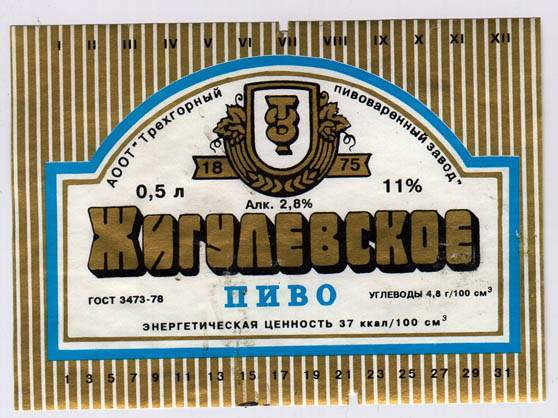 I II III IV V VI VII VIII IX X XI XII
АООТ "Трехгорный пивоваренный завод"
ТПЗ
18 75
0,5 л
11%
Алк. 2,8%
ЖИГУЛЕВСКОЕ
ПИВО
ГОСТ 3473-78
УГЛЕВОДЫ 4,8 г/100 см³
ЭНЕРГЕТИЧЕСКАЯ ЦЕННОСТЬ 37 ккал/100 см³
1 3 5 7 9 11 13 15 17 19 21 23 25 27 29 31